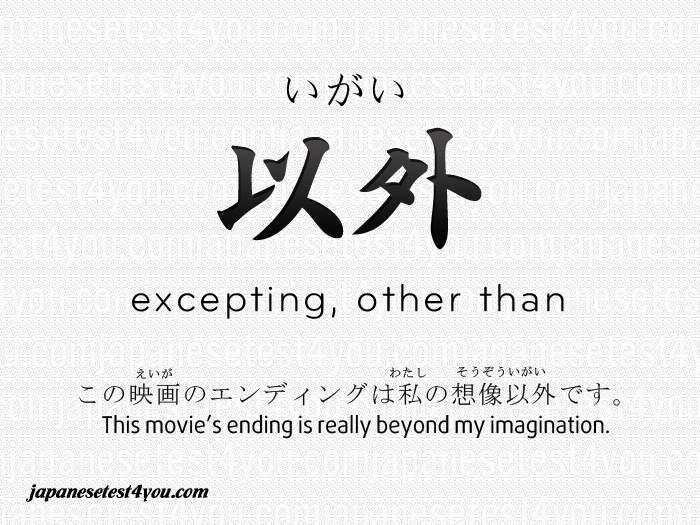 いがい
以外
excepting, other than
えいが わたし そうぞういがい
この映画のエンディングは私の想像以外です。
This movie's ending is really beyond my imagination.
japanesetest4you.com